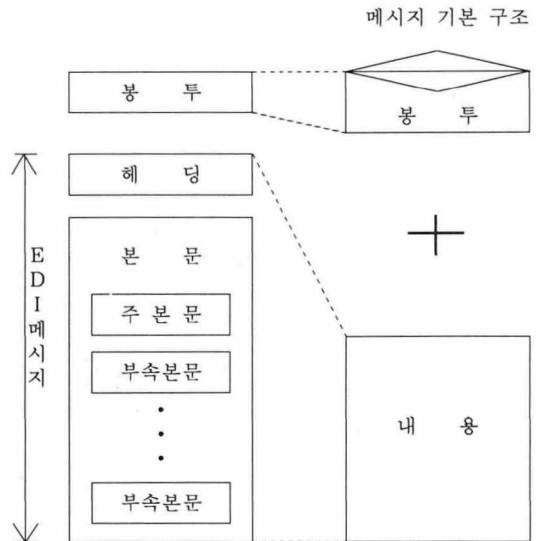 메시지 기본 구조
봉 투
봉 투
헤 딩
EDI메시지
본 문
주 본 문
부속본문
부속본문
내 용